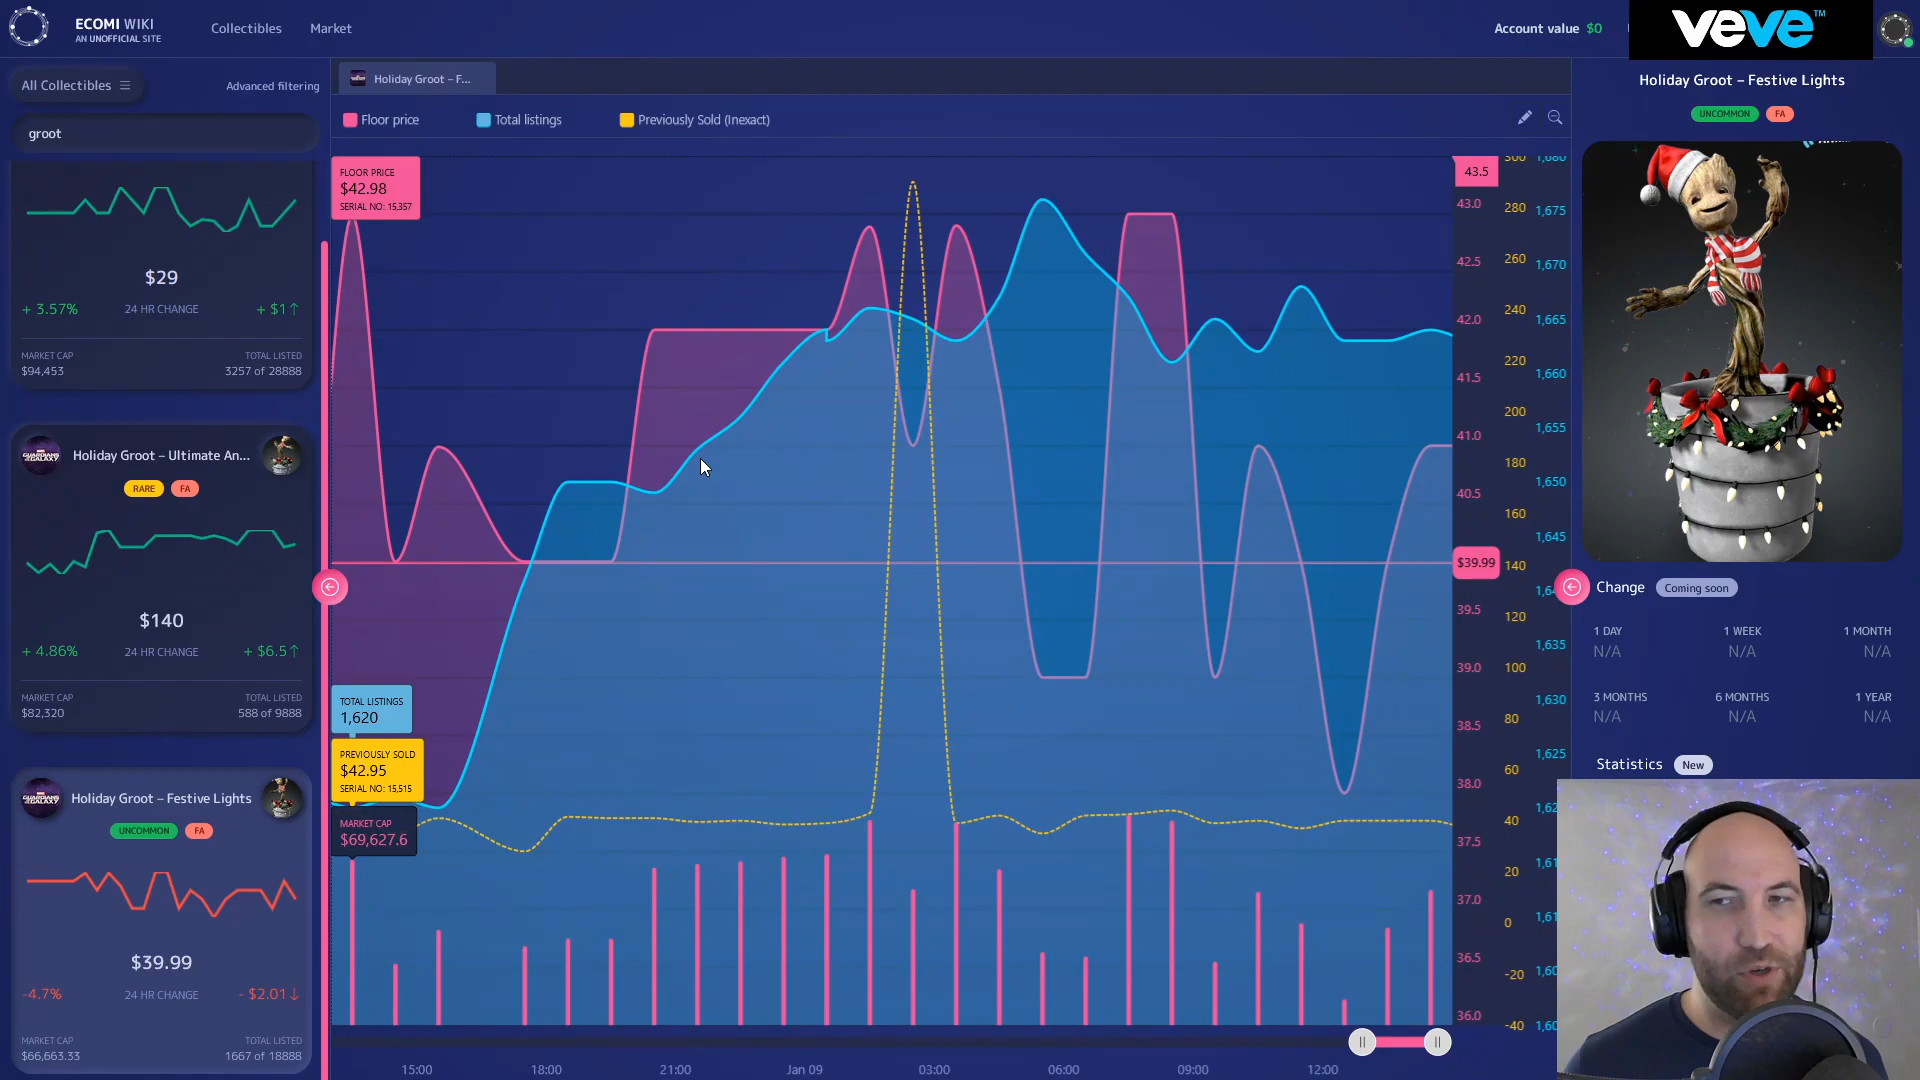 ECOMI WIKI
AN UNOFFICIAL SITE
Collectibles
Market
Account value $0
veve™
All Collectibles
Advanced filtering
groot
$29
+ 3.57%
24 HR CHANGE
+ $1↑
MARKET CAP
TOTAL LISTED
$94,453
3257 of 28888
Holiday Groot – Ultimate An...
RARE
FA
$140
+ 4.86%
24 HR CHANGE
+ $6.5↑
MARKET CAP
TOTAL LISTED
$82,320
588 of 9888
Holiday Groot – Festive Lights
UNCOMMON
FA
$39.99
-4.7%
24 HR CHANGE
- $2.01↓
MARKET CAP
TOTAL LISTED
$66,663.33
1667 of 18888
Holiday Groot – F...
Floor price
Total listings
Previously Sold (Inexact)
FLOOR PRICE
$42.98
SERIAL NO: 15,357
TOTAL LISTINGS
1,620
PREVIOUSLY SOLD
$42.95
SERIAL NO: 15,515
MARKET CAP
$69,627.6
43.5
43.0
42.5
42.0
41.5
41.0
40.5
$39.99
39.5
39.0
38.5
38.0
37.5
37.0
36.5
36.0
300
280
260
240
220
200
180
160
140
120
100
80
60
40
20
0
-20
-40
1,680
1,675
1,670
1,665
1,660
1,655
1,650
1,645
1,635
1,630
1,625
15:00
18:00
21:00
Jan 09
03:00
06:00
09:00
12:00
Holiday Groot – Festive Lights
UNCOMMON
FA
Change
Coming soon
1 DAY
1 WEEK
1 MONTH
N/A
N/A
N/A
3 MONTHS
6 MONTHS
1 YEAR
N/A
N/A
N/A
Statistics
New